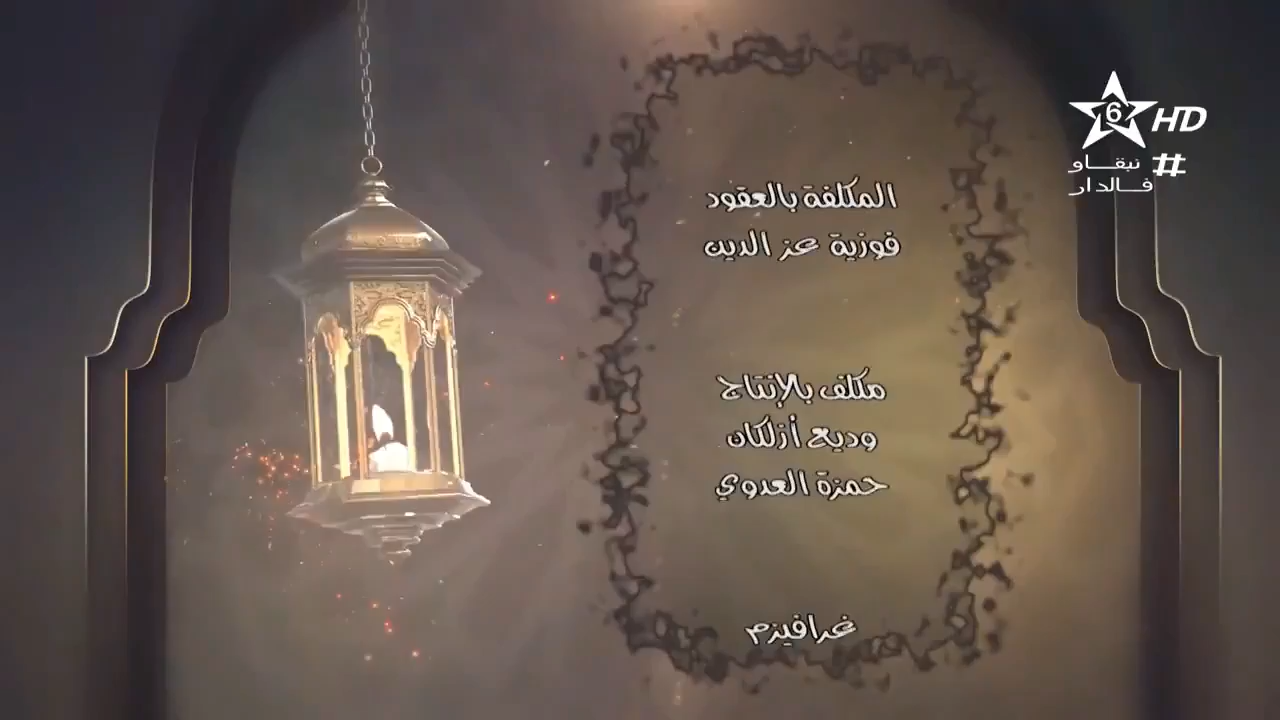 6 HD
# نبقاو
فالدار
المكلفة بالعقود
فوزية عز الدين
مكلف بالإنتاج
وديع أزلكان
حمزة العدوي
غرافيزم